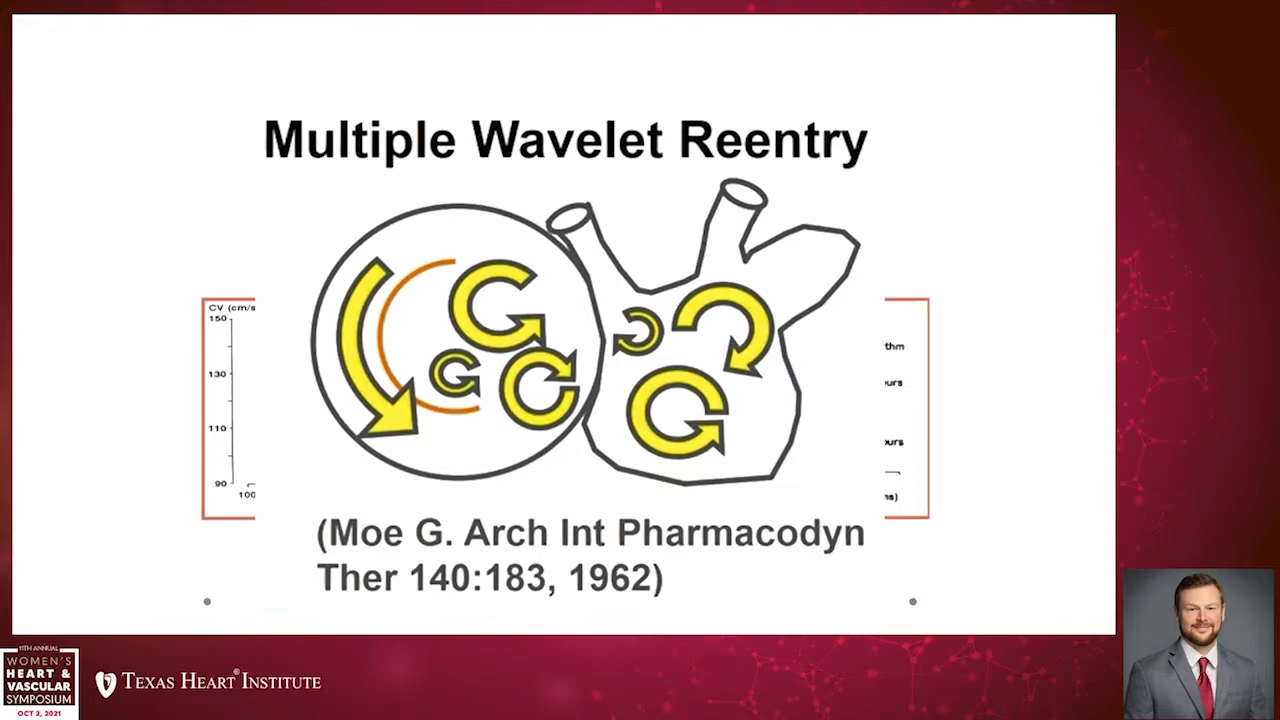 Multiple Wavelet Reentry
CV (cm/s
150
130
110
90
100
thm
ours
ours
ms)
(Moe G. Arch Int Pharmacodyn
Ther 140:183, 1962)
11TH ANNUAL
WOMEN'S
HEART &
VASCULAR
SYMPOSIUM
OCT 2, 2021
TEXAS HEART® INSTITUTE